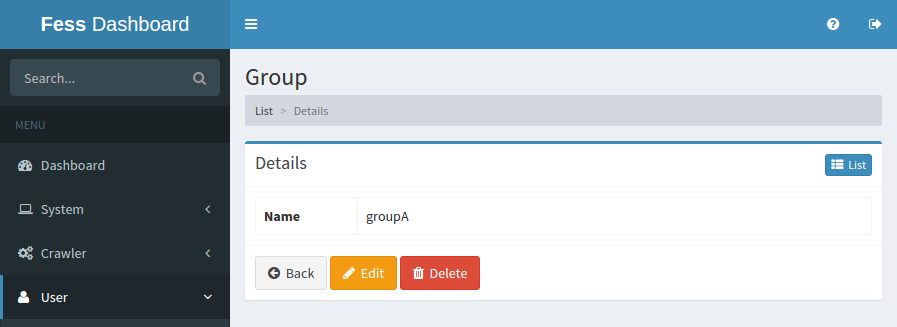 Fess Dashboard
Search...
MENU
Dashboard
System
Crawler
User
Group
List > Details
Details
List
Name groupA
Back Edit Delete